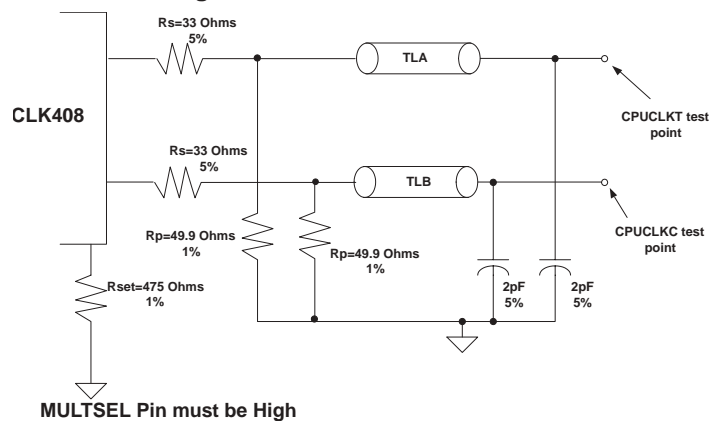 Rs=33 Ohms
5%
TLA
CLK408
CPUCLKT test
point
Rs=33 Ohms
5%
TLB
Rp=49.9 Ohms
1%
Rp=49.9 Ohms
1%
CPUCLKC test
point
2pF
5%
2pF
5%
Rset=475 Ohms
1%
MULTSEL Pin must be High